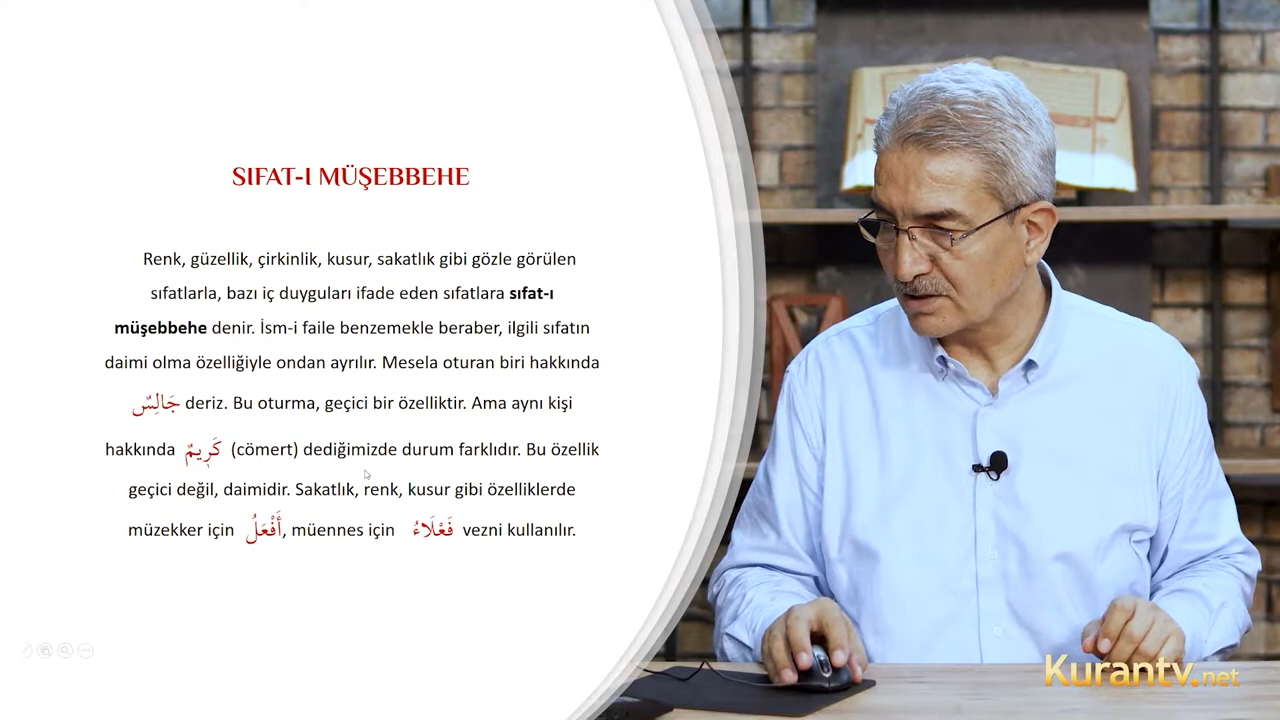 SIFAT-I MÜŞEBBEHE
Renk, güzellik, çirkinlik, kusur, sakatlık gibi gözle görülen
sıfatlarla, bazı iç duyguları ifade eden sıfatlara sıfat-ı
müşebbehe denir. İsm-i faile benzemekle beraber, ilgili sıfatın
daimi olma özelliğiyle ondan ayrılır. Mesela oturan biri hakkında
جَالِسٌ deriz. Bu oturma, geçici bir özelliktir. Ama aynı kişi
hakkında كَرِيمٌ (cömert) dediğimizde durum farklıdır. Bu özellik
geçici değil, daimidir. Sakatlık, renk, kusur gibi özelliklerde
müzekker için أَفْعَلُ, müennes için فَعْلَاءُ vezni kullanılır.
Kurantv.net